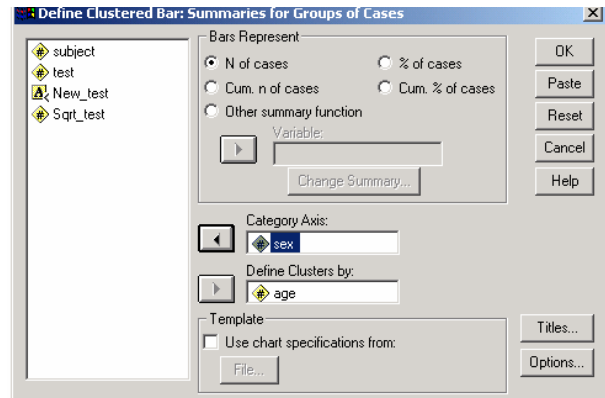 Define Clustered Bar: Summaries for Groups of Cases
subject
test
New_test
Sqrt_test
Bars Represent
N of cases
% of cases
Cum. n of cases
Cum. % of cases
Other summary function
Variable:
Change Summary...
Category Axis:
sex
Define Clusters by:
age
Template
Use chart specifications from:
File...
OK
Paste
Reset
Cancel
Help
Titles...
Options...